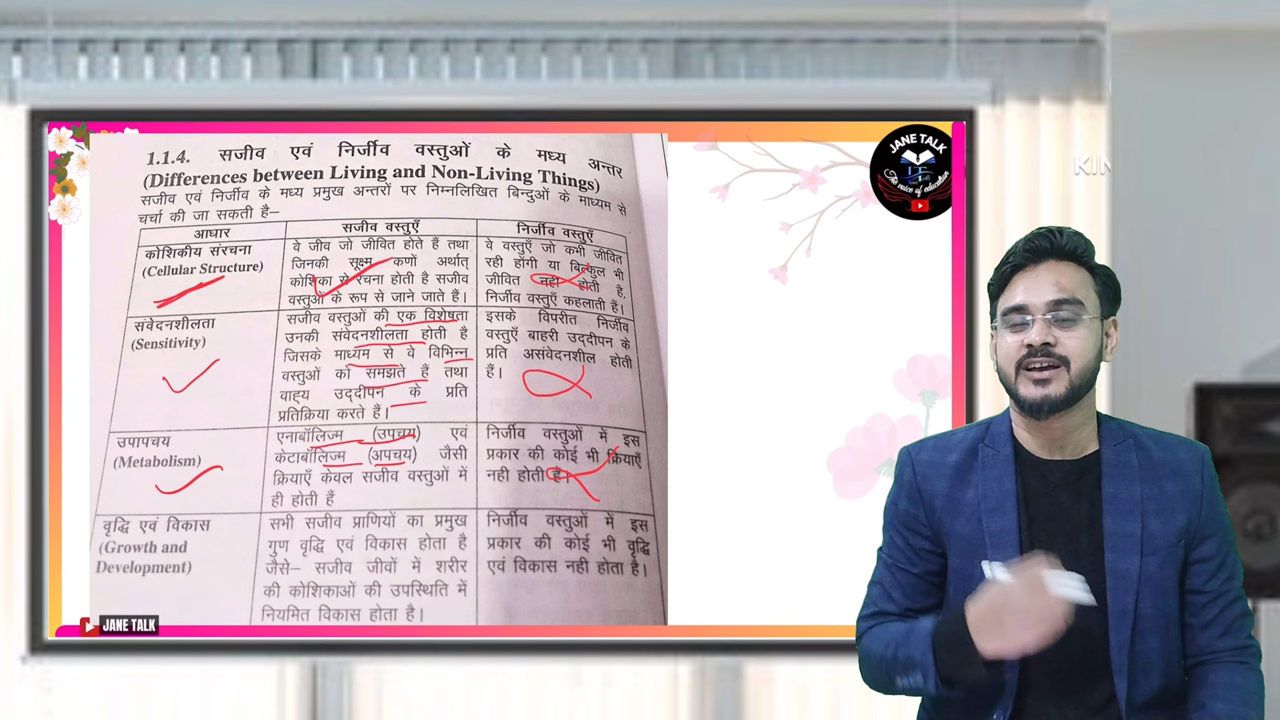 1.1.4. सजीव एवं निर्जीव वस्तुओं के मध्य अन्तर
(Differences between Living and Non-Living Things)
सजीव एवं निर्जीव के मध्य प्रमुख अन्तरों पर निम्नलिखित बिन्दुओं के माध्यम से
चर्चा की जा सकती है–
आधार
सजीव वस्तुएँ
निर्जीव वस्तुएँ
कोशिकीय संरचना
(Cellular Structure)
वे जीव जो जीवित होते हैं तथा
जिनकी सूक्ष्म कणों अर्थात्
कोशिका से रचना होती है सजीव
वस्तुओं के रूप से जाने जाते हैं।
वे वस्तुएँ जो कभी जीवित
रही होंगी या बिल्कुल भी
जीवित नहीं होती है,
निर्जीव वस्तुएँ कहलाती हैं।
संवेदनशीलता
(Sensitivity)
सजीव वस्तुओं की एक विशेषता
उनकी संवेदनशीलता होती है
जिसके माध्यम से वे विभिन्न
वस्तुओं को समझते हैं तथा
वाह्य उद्दीपन के प्रति
प्रतिक्रिया करते हैं।
इसके विपरीत निर्जीव
वस्तुएँ बाहरी उद्दीपन के
प्रति असंवेदनशील होती
हैं।
उपापचय
(Metabolism)
एनाबॉलिज्म (उपचय) एवं
केटाबॉलिज्म (अपचय) जैसी
क्रियाएँ केवल सजीव वस्तुओं में
ही होती हैं
निर्जीव वस्तुओं में इस
प्रकार की कोई भी क्रियाएँ
नही होती हैं।
वृद्धि एवं विकास
(Growth and
Development)
सभी सजीव प्राणियों का प्रमुख
गुण वृद्धि एवं विकास होता है
जैसे– सजीव जीवों में शरीर
की कोशिकाओं की उपस्थिति में
नियमित विकास होता है।
निर्जीव वस्तुओं में इस
प्रकार की कोई भी वृद्धि
एवं विकास नही होता है।
JANE TALK
The voice of education
JANE TALK
KIN